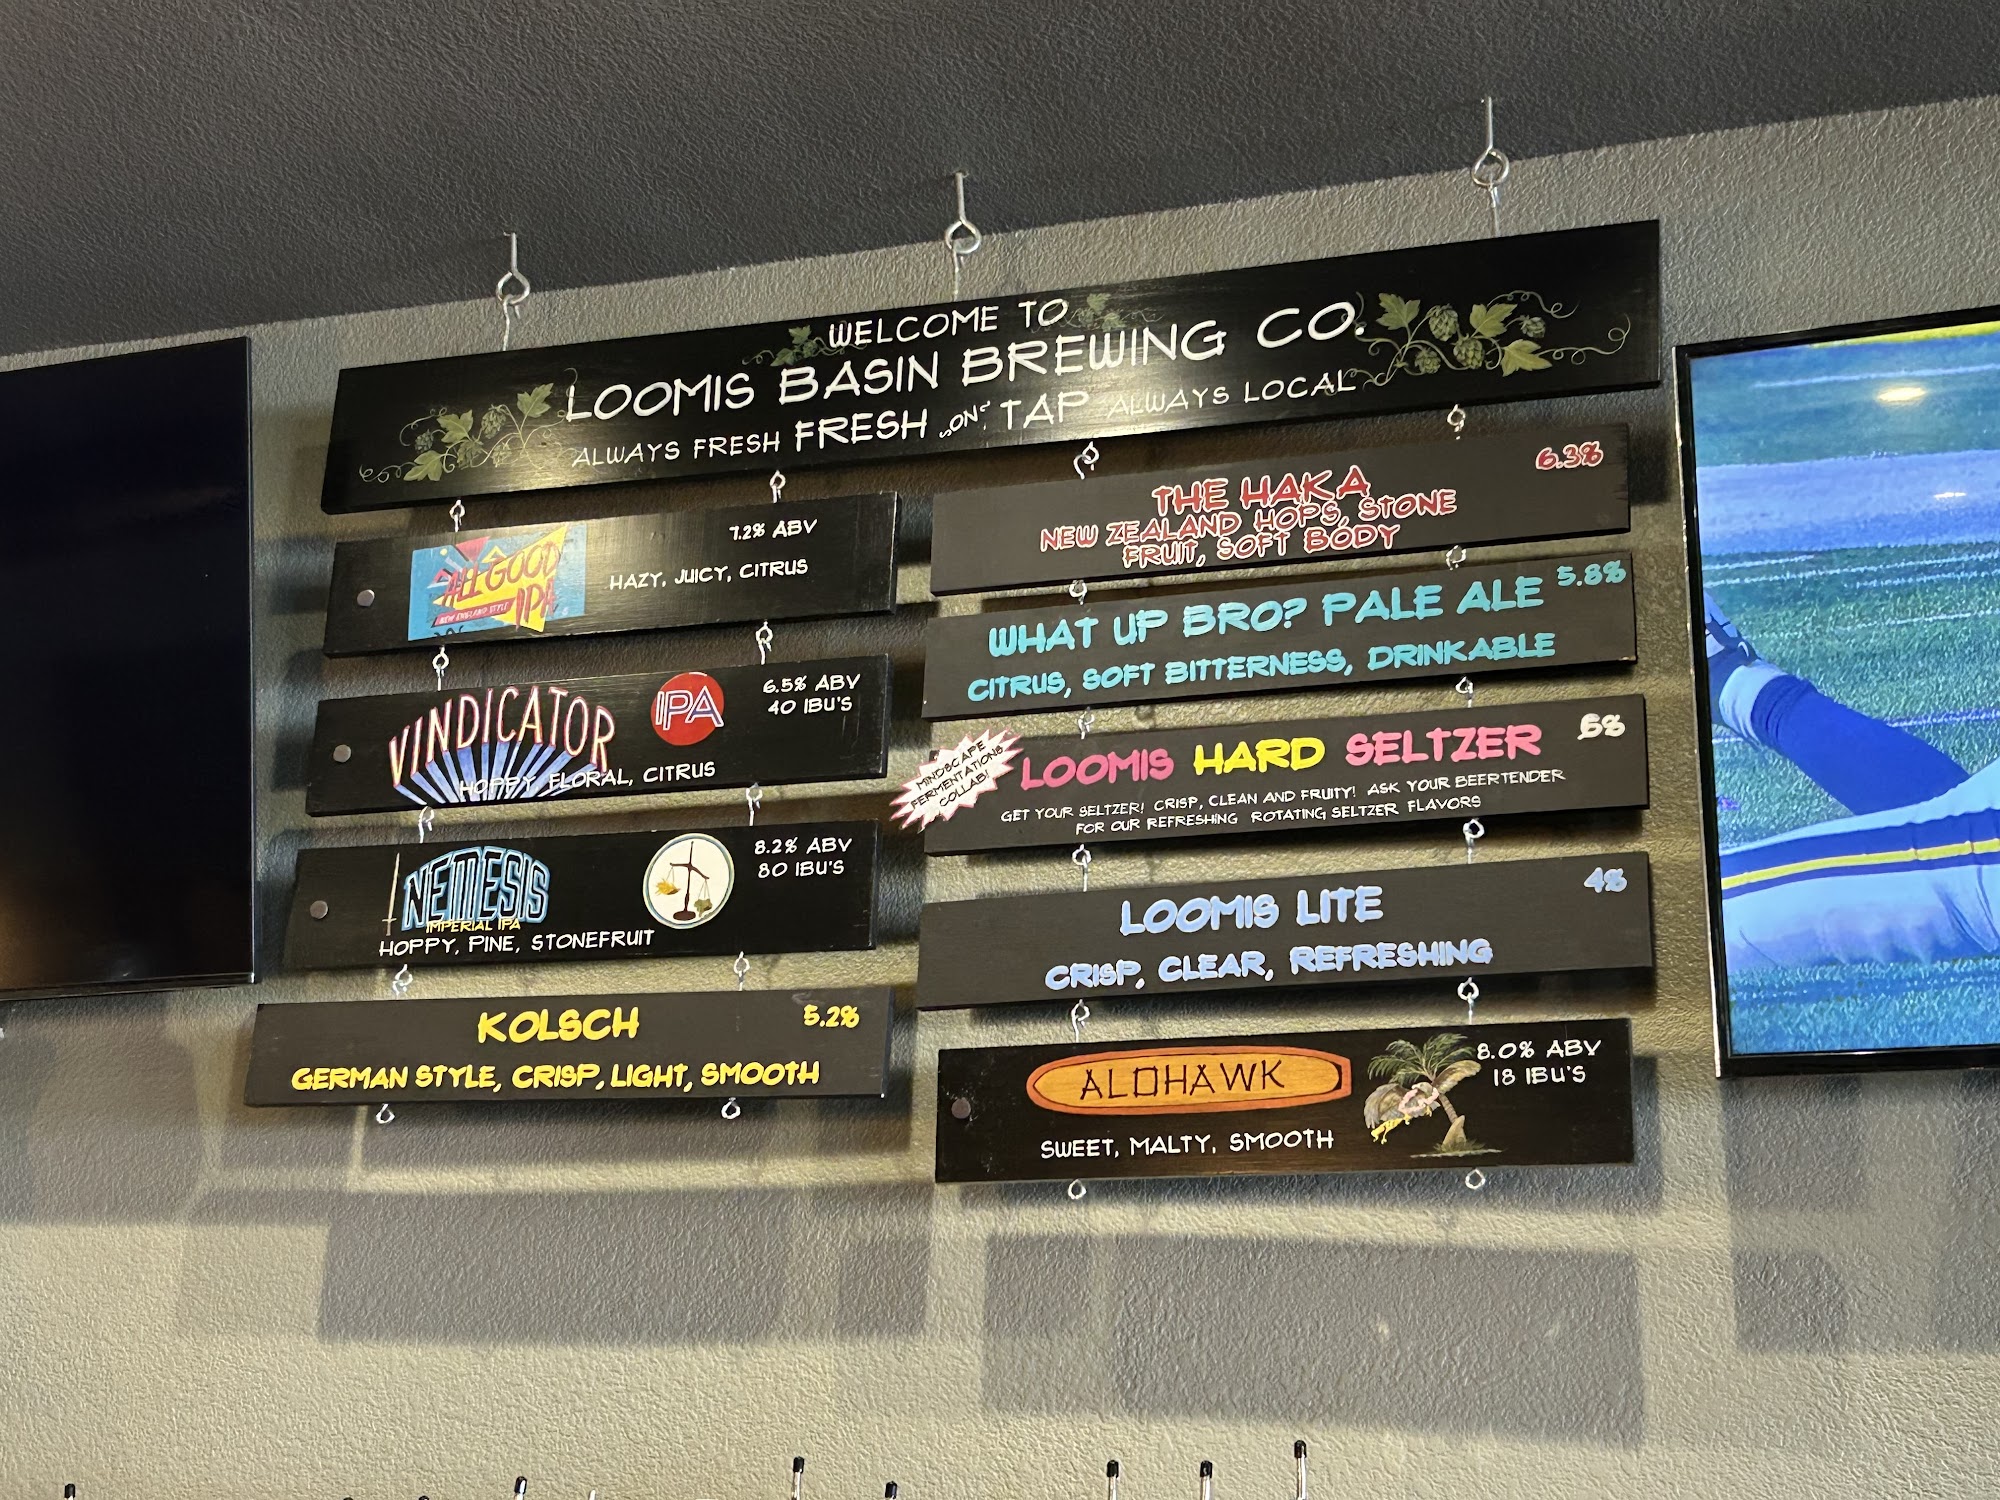 WELCOME TO
LOOMIS BASIN BREWING CO.
ALWAYS FRESH FRESH ON TAP ALWAYS LOCAL
7.2% ABV
ALL GOOD
NEW ENGLAND STYLE
IPA
HAZY, JUICY, CITRUS
VINDICATOR
IPA
6.5% ABV
40 IBU'S
HOPPY, FLORAL, CITRUS
NEMESIS
IMPERIAL IPA
8.2% ABV
80 IBU'S
HOPPY, PINE, STONEFRUIT
KOLSCH
5.2%
GERMAN STYLE, CRISP, LIGHT, SMOOTH
THE HAKA
6.3%
NEW ZEALAND HOPS, STONE
FRUIT, SOFT BODY
WHAT UP BRO? PALE ALE
5.8%
CITRUS, SOFT BITTERNESS, DRINKABLE
MINDSCAPE
FERMENTATIONS
COLLAB!
LOOMIS HARD SELTZER
GET YOUR SELTZER! CRISP, CLEAN AND FRUITY! ASK YOUR BEERTENDER
FOR OUR REFRESHING ROTATING SELTZER FLAVORS
LOOMIS LITE
4%
CRISP, CLEAR, REFRESHING
ALOHAWK
8.0% ABV
18 IBU'S
SWEET, MALTY, SMOOTH